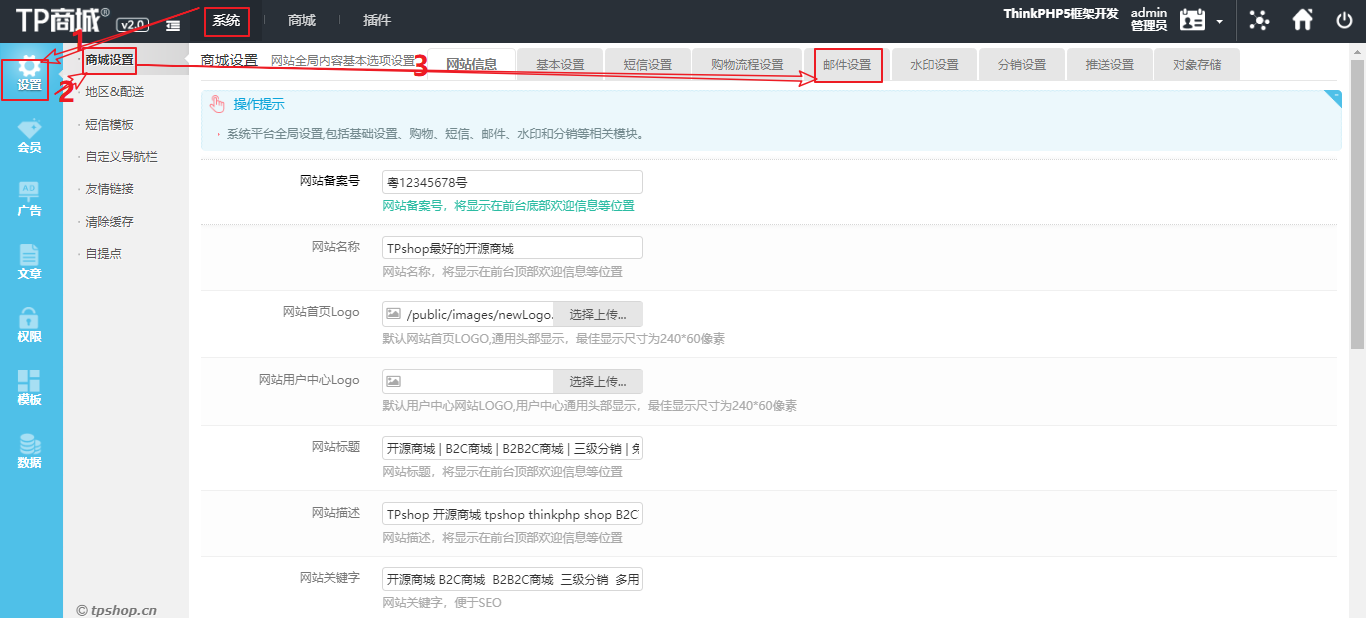 TP商城® v2.0 系统 商城 插件 ThinkPHP5框架开发 admin 管理员
1
2
3
设置
会员
广告
文章
权限
模板
数据
商城设置
地区&配送
短信模板
自定义导航栏
友情链接
清除缓存
自提点
© tpshop.cn
商城设置 网站全局内容基本选项设置
网站信息 基本设置 短信设置 购物流程设置 邮件设置 水印设置 分销设置 推送设置 对象存储
操作提示
系统平台全局设置,包括基础设置、购物、短信、邮件、水印和分销等相关模块。
网站备案号 粤12345678号
网站备案号，将显示在前台底部欢迎信息等位置
网站名称 TPshop最好的开源商城
网站名称，将显示在前台顶部欢迎信息等位置
网站首页Logo /public/images/newLogo. 选择上传...
默认网站首页LOGO,通用头部显示，最佳显示尺寸为240*60像素
网站用户中心Logo 选择上传...
默认用户中心网站LOGO,用户中心通用头部显示，最佳显示尺寸为240*60像素
网站标题 开源商城 | B2C商城 | B2B2C商城 | 三级分销 |
网站标题，将显示在前台顶部欢迎信息等位置
网站描述 TPshop 开源商城 tpshop thinkphp shop B2C
网站描述，将显示在前台顶部欢迎信息等位置
网站关键字 开源商城 B2C商城 B2B2C商城 三级分销 多用
网站关键字，便于SEO